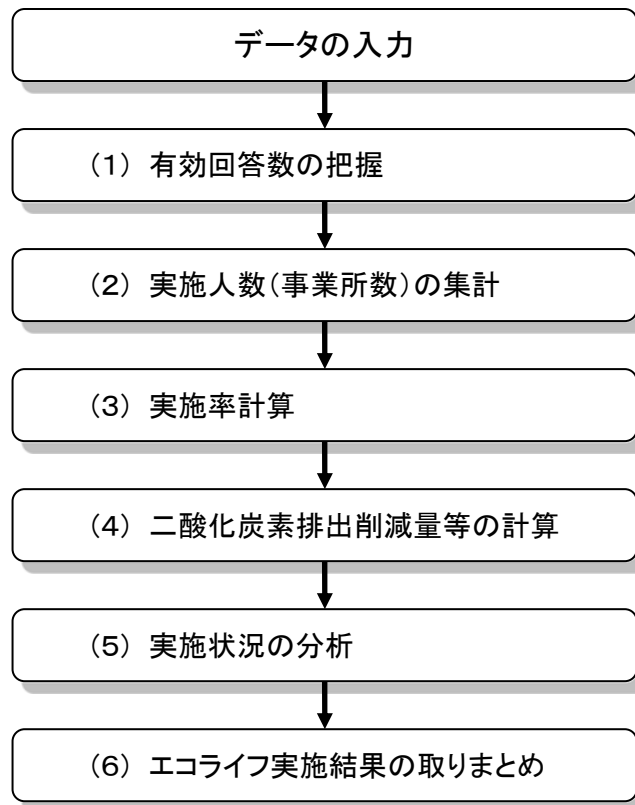 データの入力
（1） 有効回答数の把握
（2） 実施人数（事業所数）の集計
（3） 実施率計算
（4） 二酸化炭素排出削減量等の計算
（5） 実施状況の分析
（6） エコライフ実施結果の取りまとめ